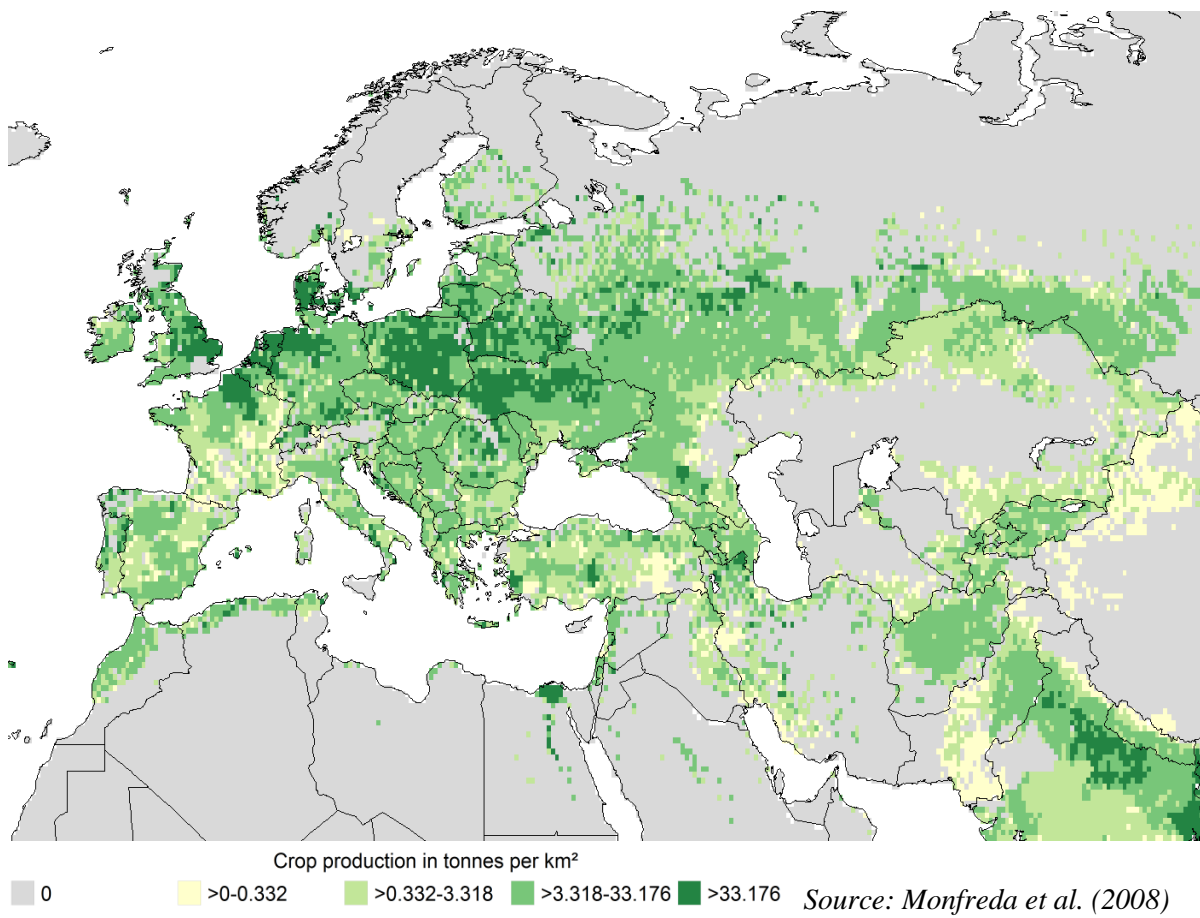 Crop production in tonnes per km²
0 >0-0.332 >0.332-3.318 >3.318-33.176 >33.176 Source: Monfreda et al. (2008)